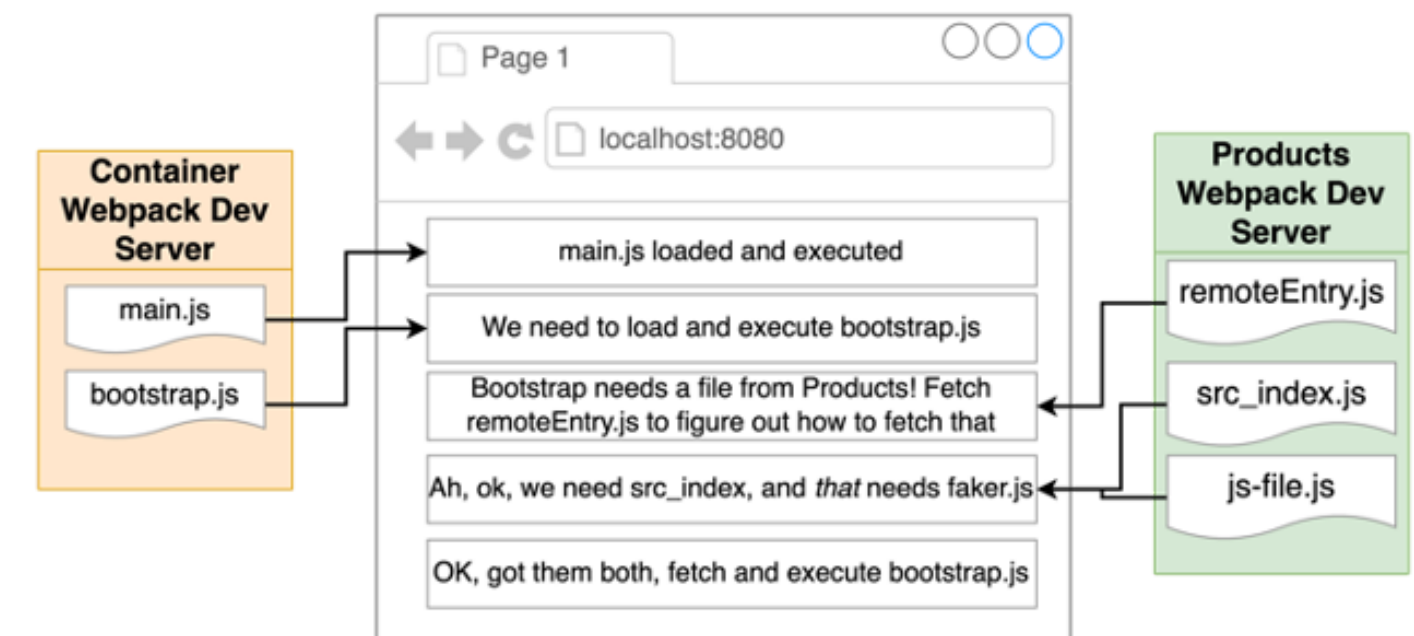 Page 1
localhost:8080
Container
Webpack Dev
Server
main.js
bootstrap.js
main.js loaded and executed
We need to load and execute bootstrap.js
Bootstrap needs a file from Products! Fetch
remoteEntry.js to figure out how to fetch that
Ah, ok, we need src_index, and that needs faker.js
OK, got them both, fetch and execute bootstrap.js
Products
Webpack Dev
Server
remoteEntry.js
src_index.js
js-file.js